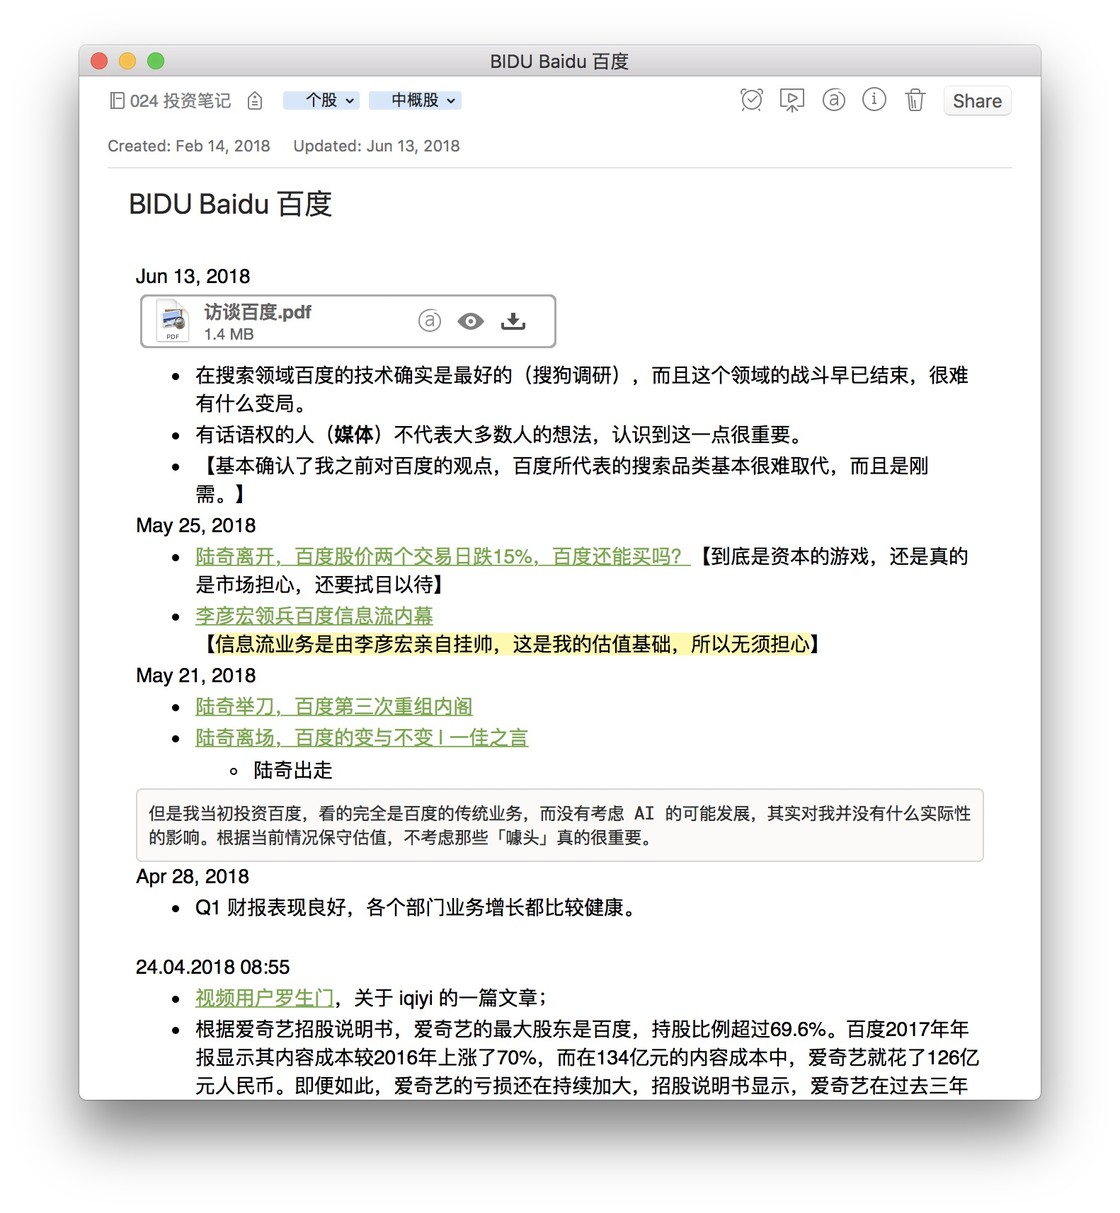 BIDU Baidu 百度
024 投资笔记 个股 中概股 Share
Created: Feb 14, 2018 Updated: Jun 13, 2018
BIDU Baidu 百度
Jun 13, 2018
访谈百度.pdf
1.4 MB
PDF
• 在搜索领域百度的技术确实是最好的（搜狗调研），而且这个领域的战斗早已结束，很难
有什么变局。
• 有话语权的人（媒体）不代表大多数人的想法，认识到这一点很重要。
• 【基本确认了我之前对百度的观点，百度所代表的搜索品类基本很难取代，而且是刚
需。】
May 25, 2018
• 陆奇离开，百度股价两个交易日跌15%，百度还能买吗？【到底是资本的游戏，还是真的
是市场担心，还要拭目以待】
• 李彦宏领兵百度信息流内幕
【信息流业务是由李彦宏亲自挂帅，这是我的估值基础，所以无须担心】
May 21, 2018
• 陆奇举刀，百度第三次重组内阁
• 陆奇离场，百度的变与不变 | 一佳之言
◦ 陆奇出走
但是我当初投资百度，看的完全是百度的传统业务，而没有考虑 AI 的可能发展，其实对我并没有什么实际性
的影响。根据当前情况保守估值，不考虑那些「噱头」真的很重要。
Apr 28, 2018
• Q1 财报表现良好，各个部门业务增长都比较健康。
24.04.2018 08:55
• 视频用户罗生门，关于 iqiyi 的一篇文章；
• 根据爱奇艺招股说明书，爱奇艺的最大股东是百度，持股比例超过69.6%。百度2017年年
报显示其内容成本较2016年上涨了70%，而在134亿元的内容成本中，爱奇艺就花了126亿
元人民币。即便如此，爱奇艺的亏损还在持续加大，招股说明书显示，爱奇艺在过去三年